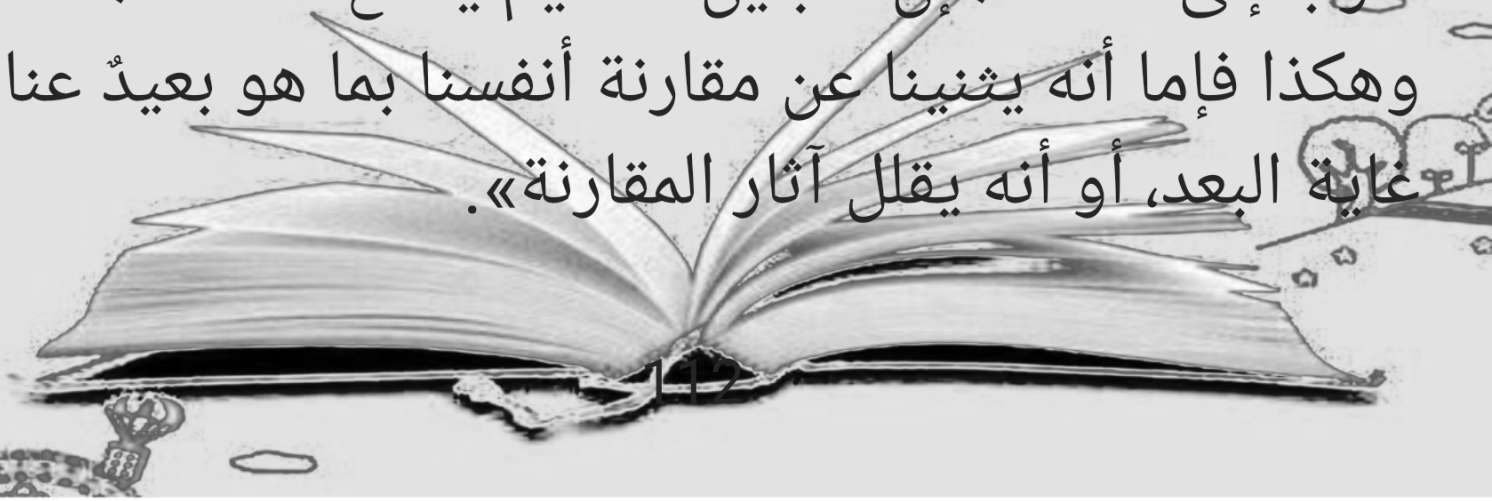 وهكذا فإما أنه يثنينا عن مقارنة أنفسنا بما هو بعيدٌ عنا
غاية البعد، أو أنه يقلل آثار المقارنة».
112